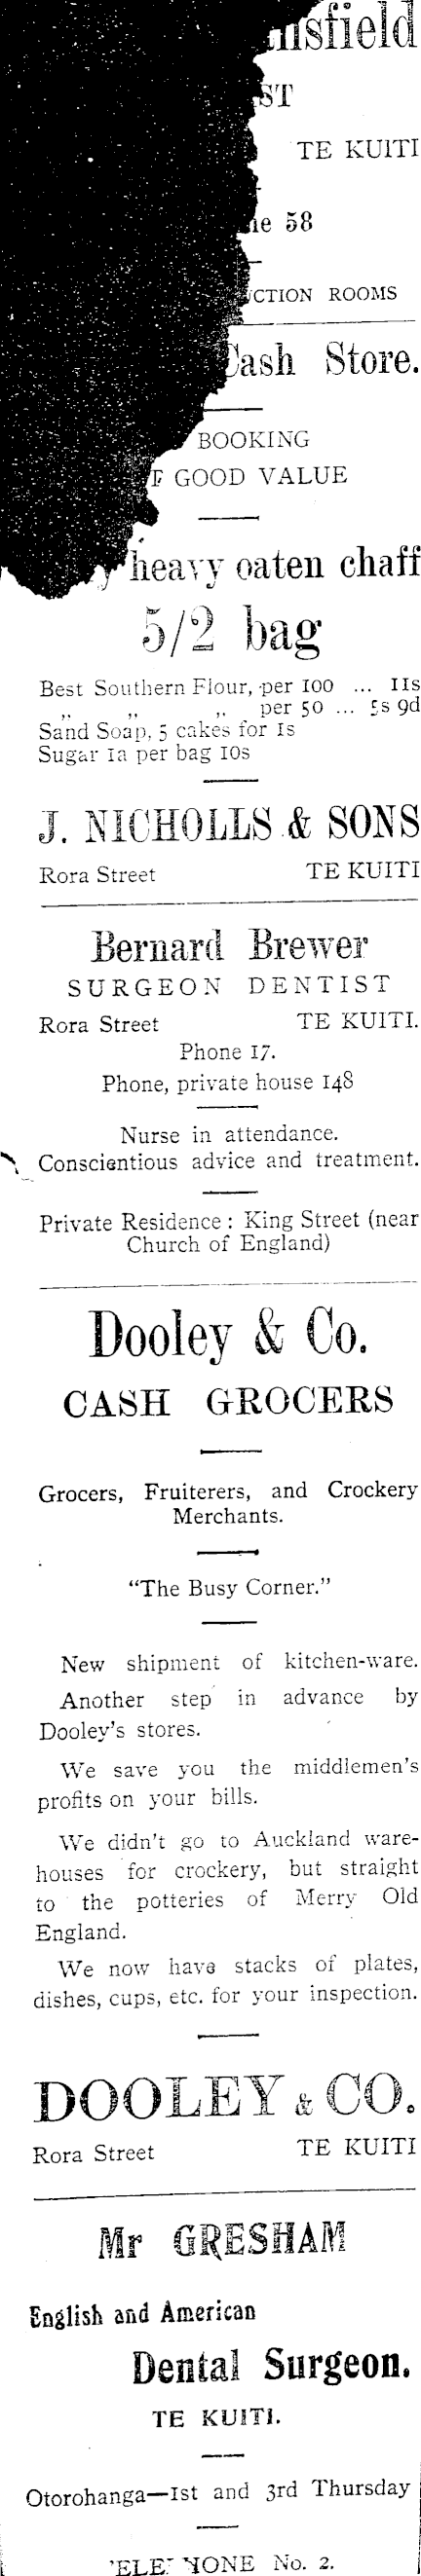 TE KUITI
58
ROOMS
Cash Store.
BOOKING
GOOD VALUE
heavy oaten chaff
5/2 bag
Best Southern Flour, per 100 ... 11s
„ „ „ per 50 ... 5s 9d
Sand Soap, 5 cakes for 1s
Sugar 1a per bag 10s
J. NICHOLLS & SONS
Rora Street TE KUITI
Bernard Brewer
SURGEON DENTIST
Rora Street TE KUITI.
Phone 17.
Phone, private house 148
Nurse in attendance.
Conscientious advice and treatment.
Private Residence: King Street (near
Church of England)
Dooley & Co.
CASH GROCERS
Grocers, Fruiterers, and Crockery
Merchants.
"The Busy Corner."
New shipment of kitchen-ware.
Another step in advance by
Dooley's stores.
We save you the middlemen's
profits on your bills.
We didn't go to Auckland ware-
houses for crockery, but straight
to the potteries of Merry Old
England.
We now have stacks of plates,
dishes, cups, etc. for your inspection.
DOOLEY & CO.
Rora Street TE KUITI
Mr GRESHAM
English and American
Dental Surgeon.
TE KUITI.
Otorohanga—1st and 3rd Thursday
No. 2.